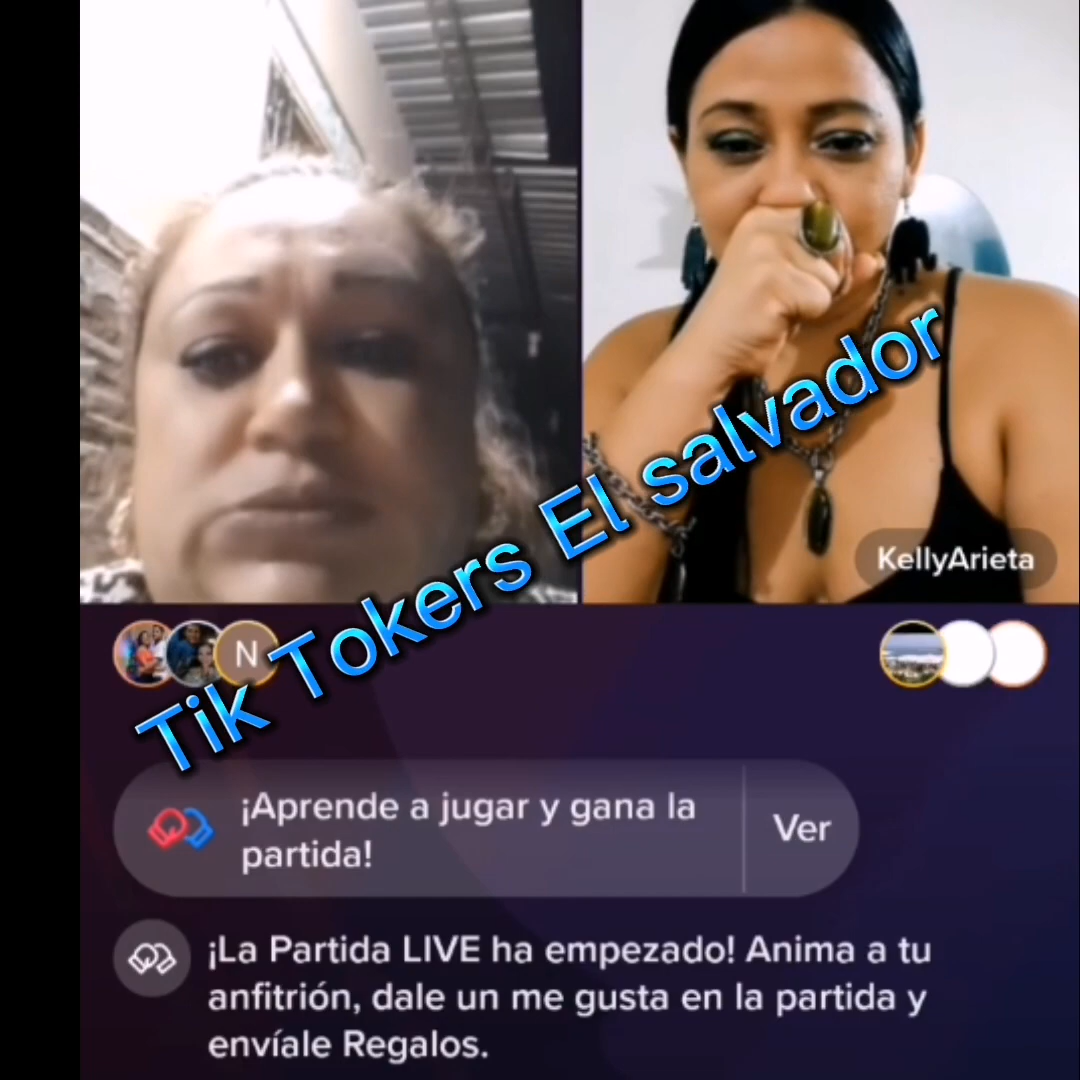 KellyArieta
Tik Tokers El salvador
N
¡Aprende a jugar y gana la
partida!
Ver
¡La Partida LIVE ha empezado! Anima a tu
anfitrión, dale un me gusta en la partida y
envíale Regalos.